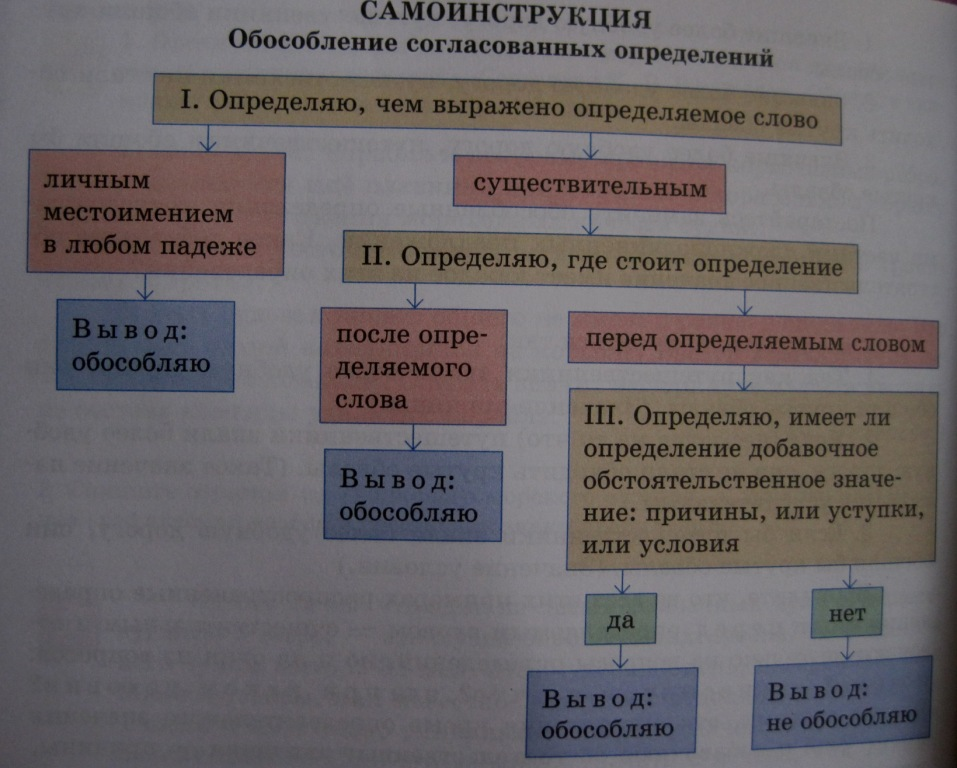 САМОИНСТРУКЦИЯ
Обособление согласованных определений
I. Определяю, чем выражено определяемое слово
личным
местоимением
в любом падеже
существительным
Вывод:
обособляю
II. Определяю, где стоит определение
после опре-
деляемого
слова
перед определяемым словом
Вывод:
обособляю
III. Определяю, имеет ли
определение добавочное
обстоятельственное значе-
ние: причины, или уступки,
или условия
да
нет
Вывод:
обособляю
Вывод:
не обособляю